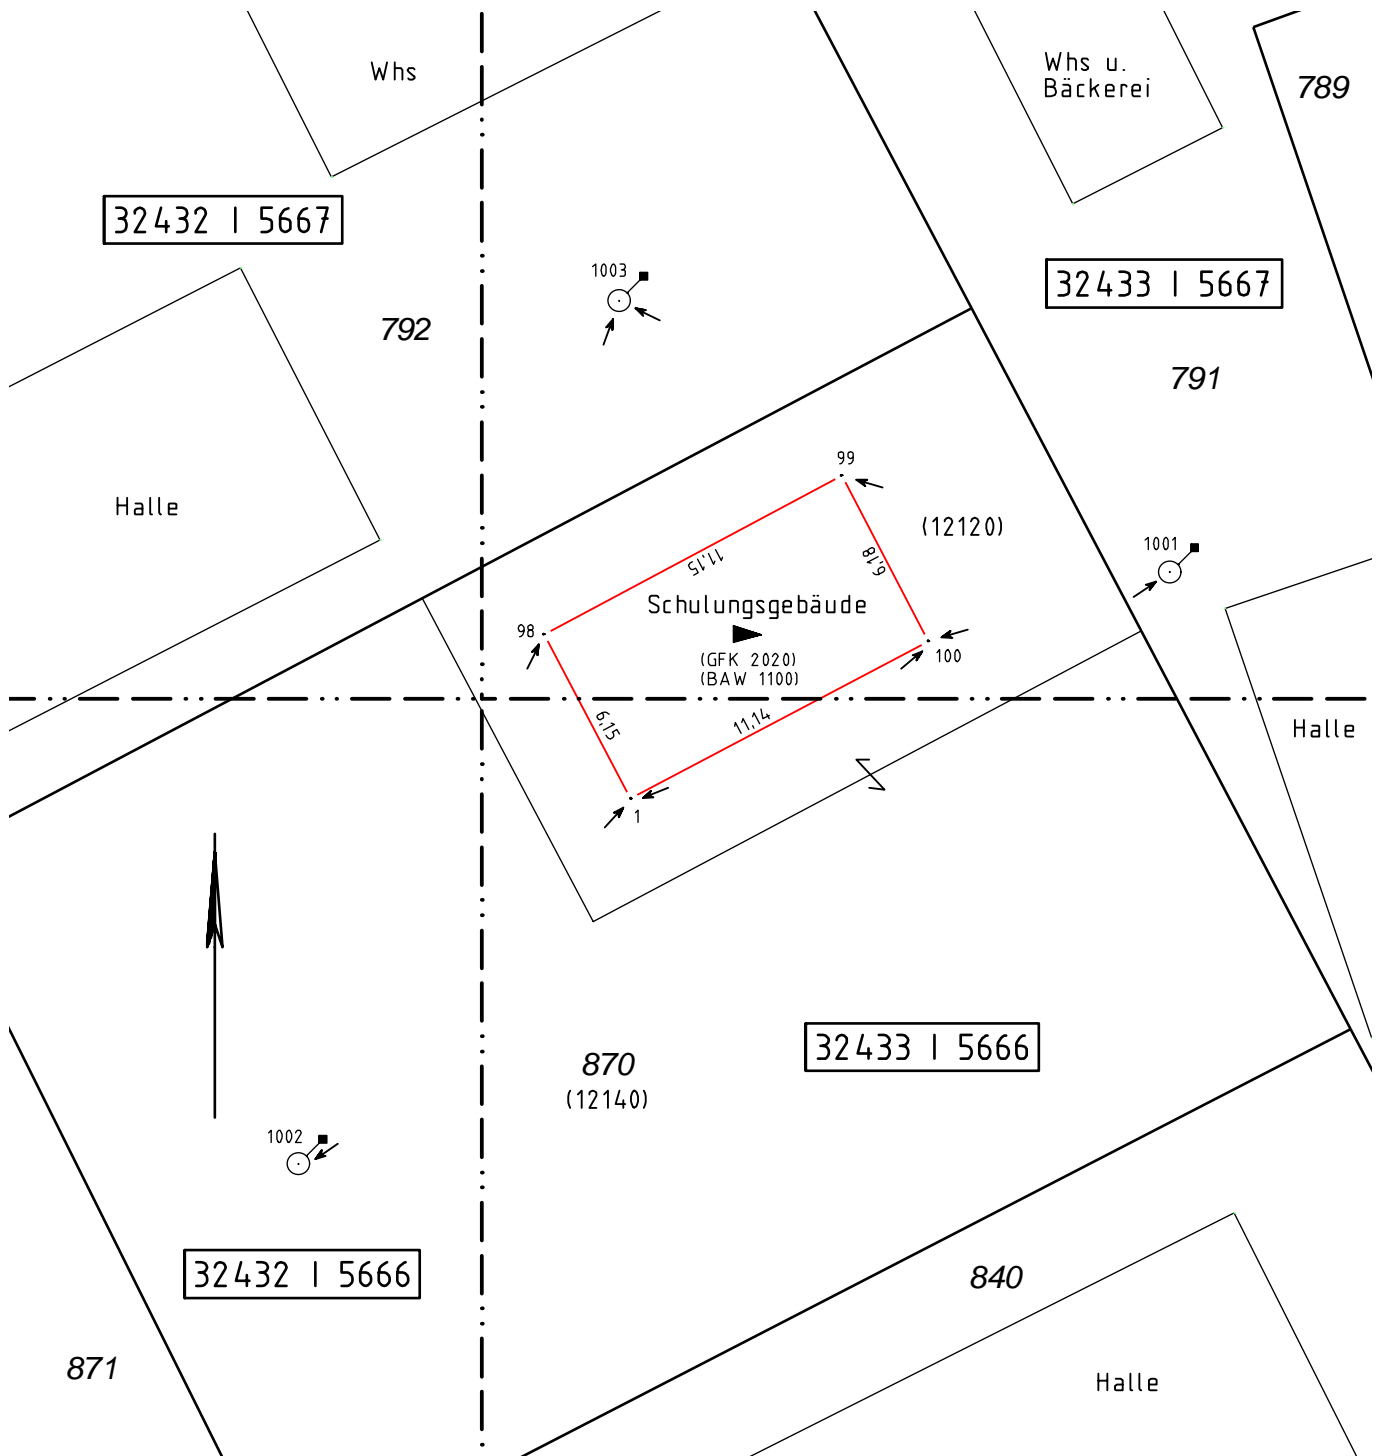 Whs
Whs u.
Bäckerei
789
32432 | 5667
1003
32433 | 5667
792
791
99
Halle
(12120)
1001
11,15
6,18
Schulungsgebäude
98
(GFK 2020)
(BAW 1100)
100
6,15
11,14
Halle
1
32433 | 5666
870
(12140)
1002
32432 | 5666
840
871
Halle